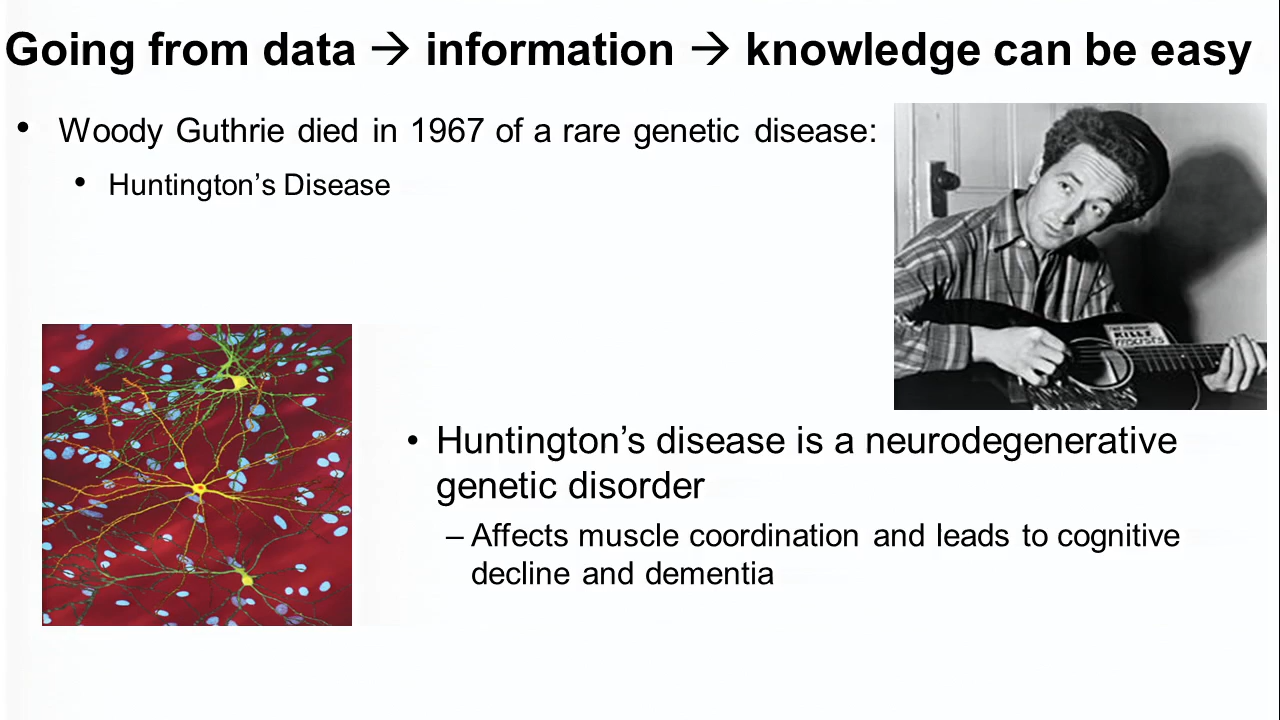 Going from data → information → knowledge can be easy
• Woody Guthrie died in 1967 of a rare genetic disease:
• Huntington’s Disease
KILLS
• Huntington’s disease is a neurodegenerative
genetic disorder
– Affects muscle coordination and leads to cognitive
decline and dementia